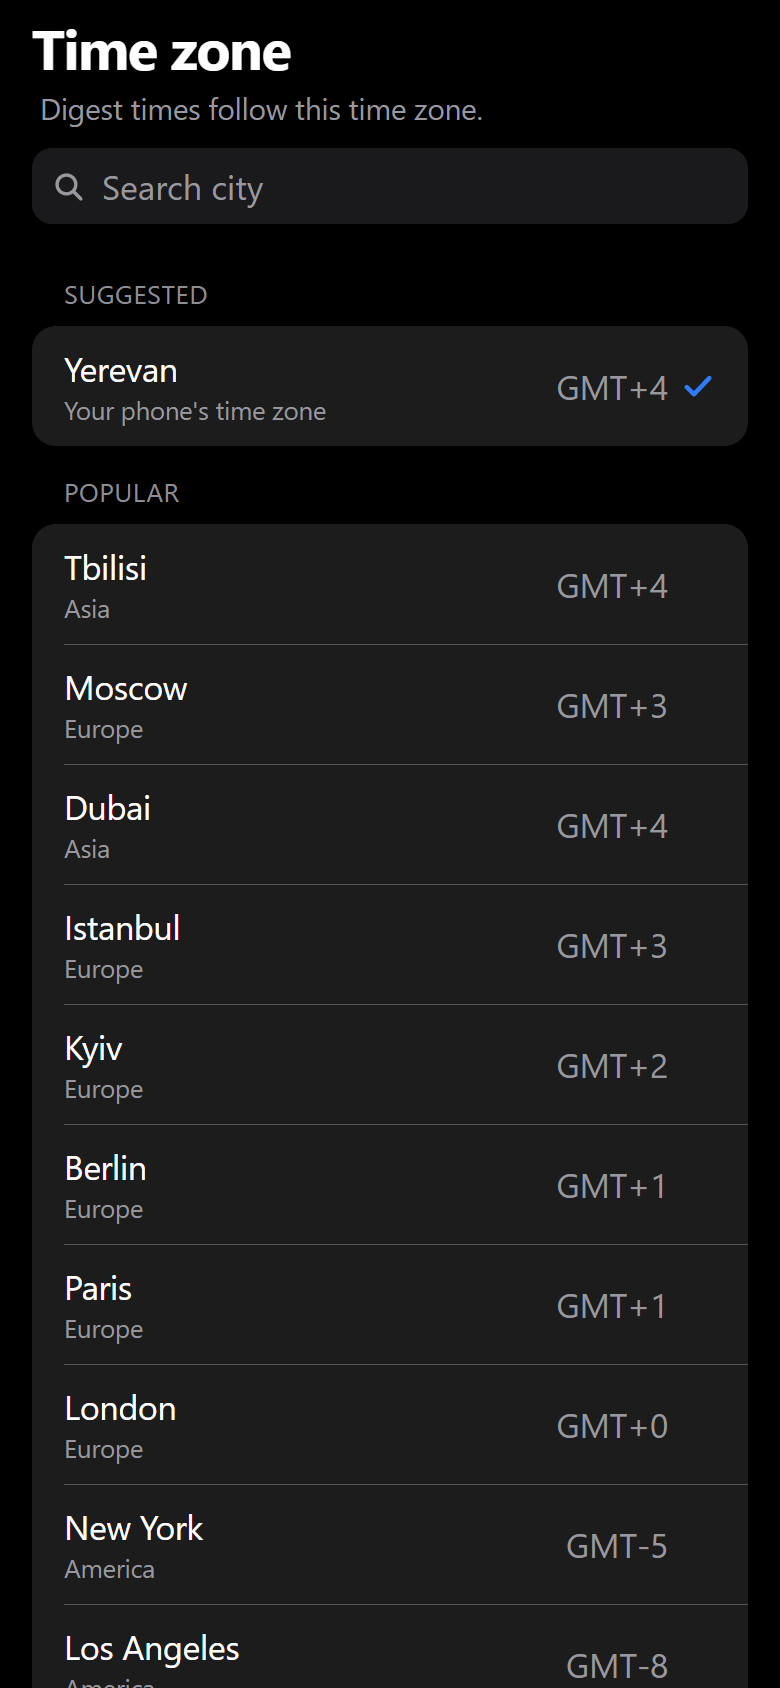 Time zone
Digest times follow this time zone.
Search city
SUGGESTED
Yerevan
Your phone's time zone
GMT+4
POPULAR
Tbilisi
Asia
GMT+4
Moscow
Europe
GMT+3
Dubai
Asia
GMT+4
Istanbul
Europe
GMT+3
Kyiv
Europe
GMT+2
Berlin
Europe
GMT+1
Paris
Europe
GMT+1
London
Europe
GMT+0
New York
America
GMT-5
Los Angeles
America
GMT-8